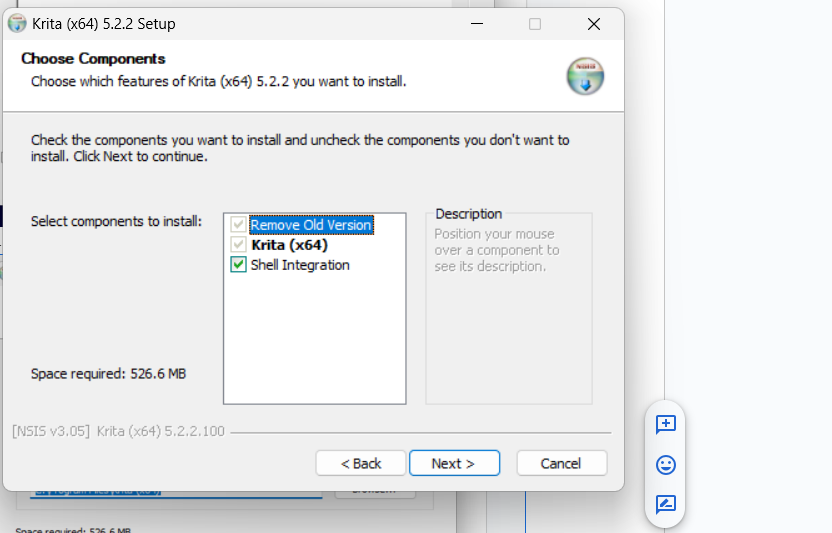 Krita (x64) 5.2.2 Setup
Choose Components
Choose which features of Krita (x64) 5.2.2 you want to install.
Check the components you want to install and uncheck the components you don't want to
install. Click Next to continue.
Select components to install:
Remove Old Version
Krita (x64)
Shell Integration
Description
Position your mouse
over a component to
see its description.
Space required: 526.6 MB
[NSIS v3.05] Krita (x64) 5.2.2.100
< Back
Next >
Cancel
Space required: 526.6 MB